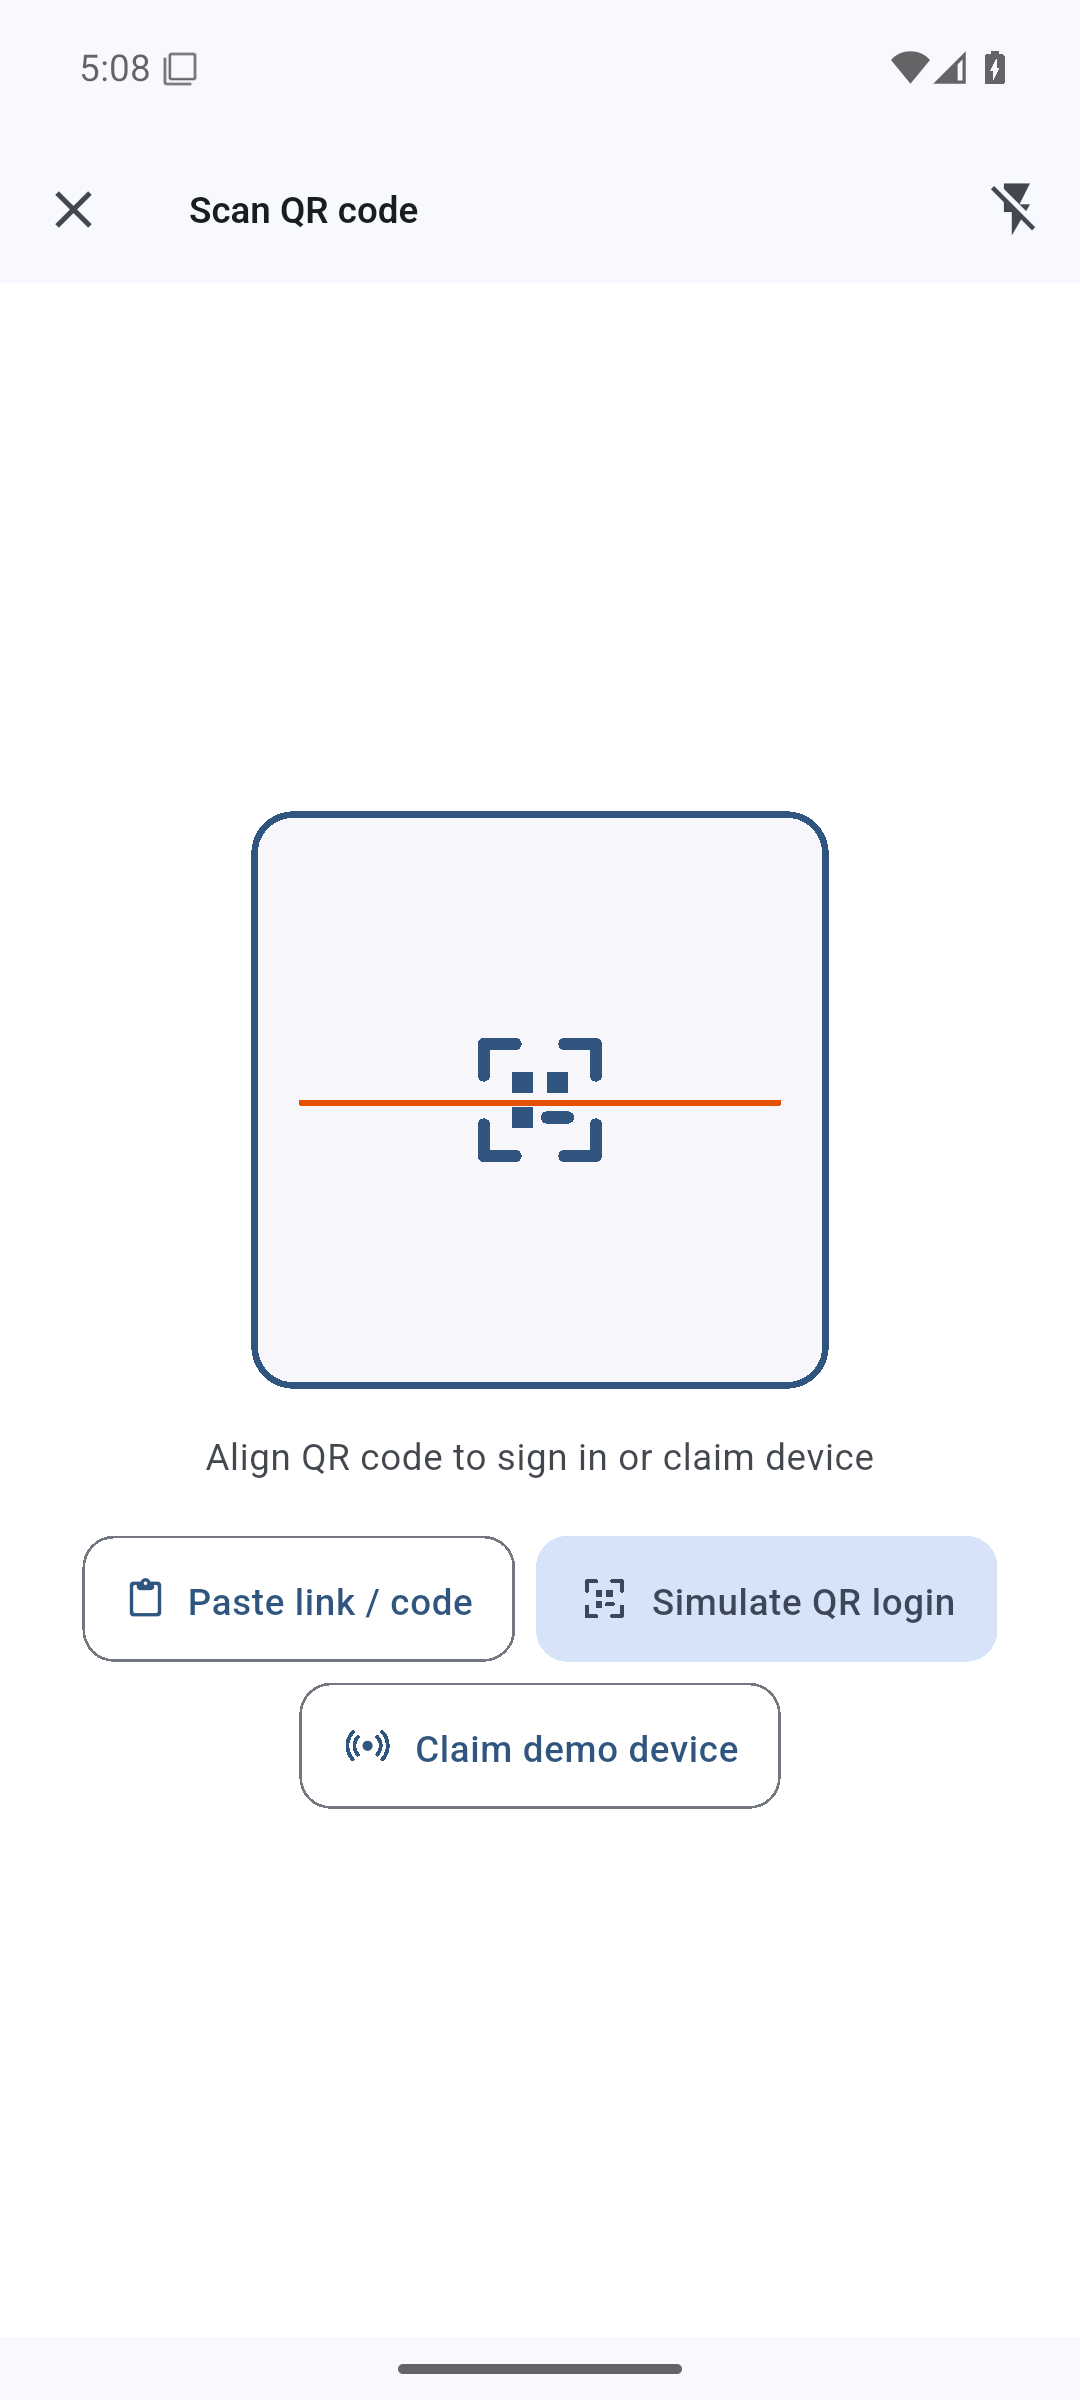 5:08
Scan QR code
Align QR code to sign in or claim device
Paste link / code
Simulate QR login
Claim demo device